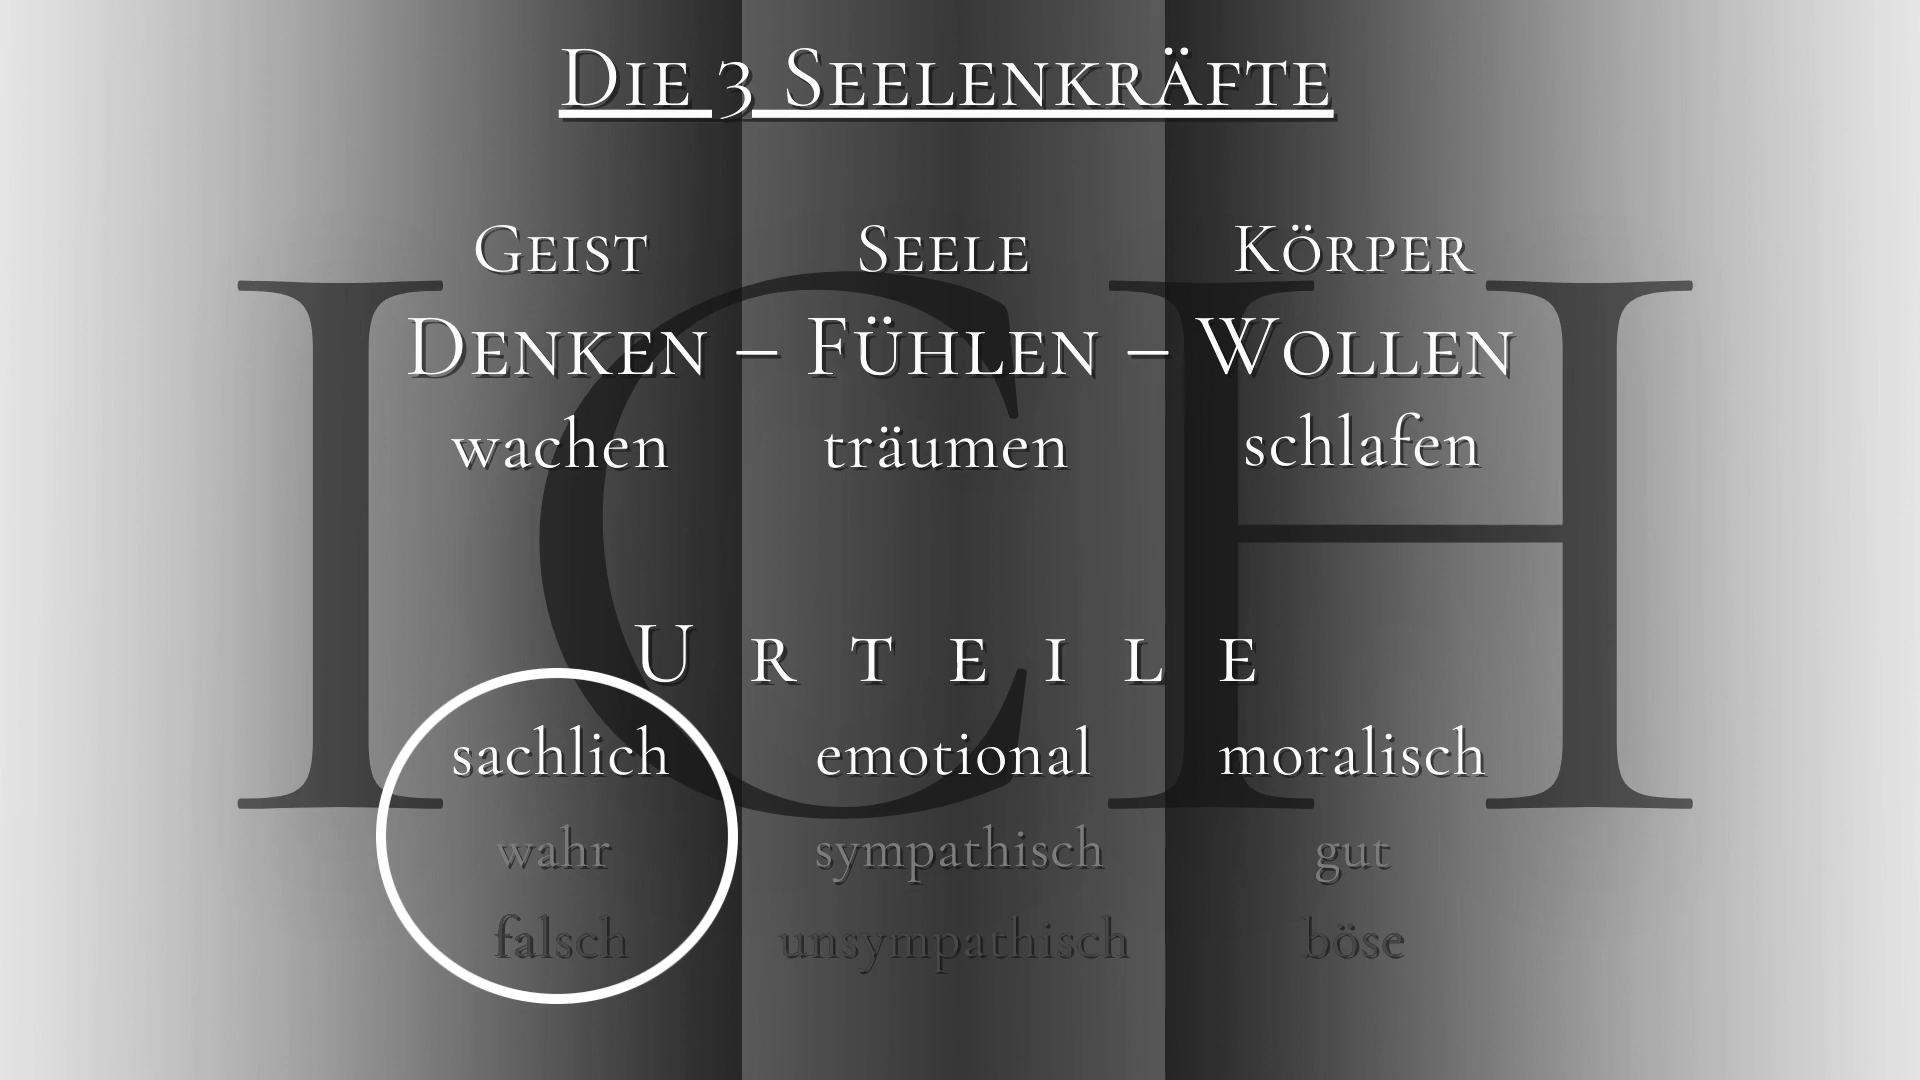 Die 3 Seelenkräfte
Geist Seele Körper
Denken – Fühlen – Wollen
wachen träumen schlafen
ICH
Urteile
sachlich emotional moralisch
wahr sympathisch gut
falsch unsympathisch böse